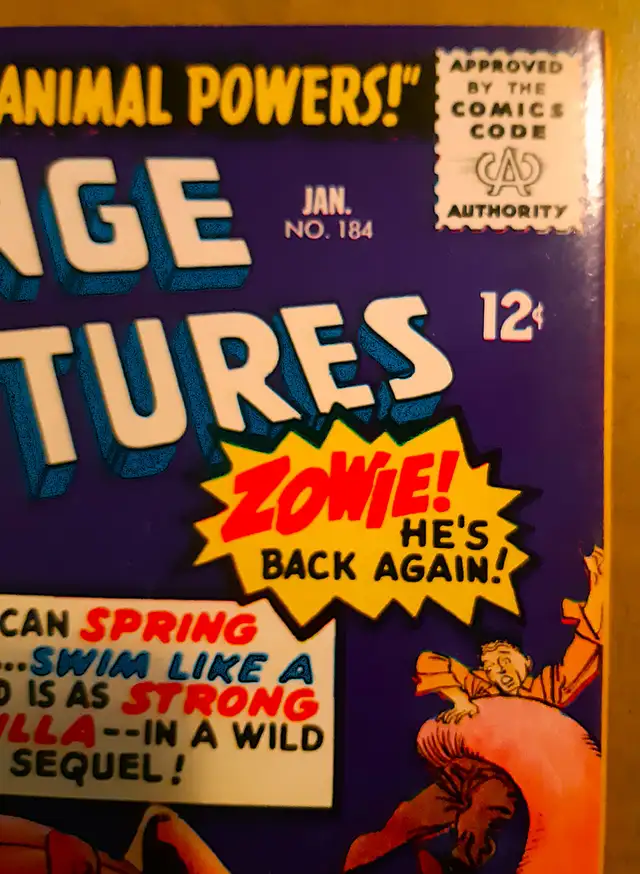 ANIMAL POWERS!"
APPROVED
BY THE
COMICS
CODE
AUTHORITY
NGE
JAN.
NO. 184
12¢
TURES
ZOWIE!
HE'S
BACK AGAIN!
CAN SPRING
...SWIM LIKE A
D IS AS STRONG
ILLA--IN A WILD
SEQUEL!